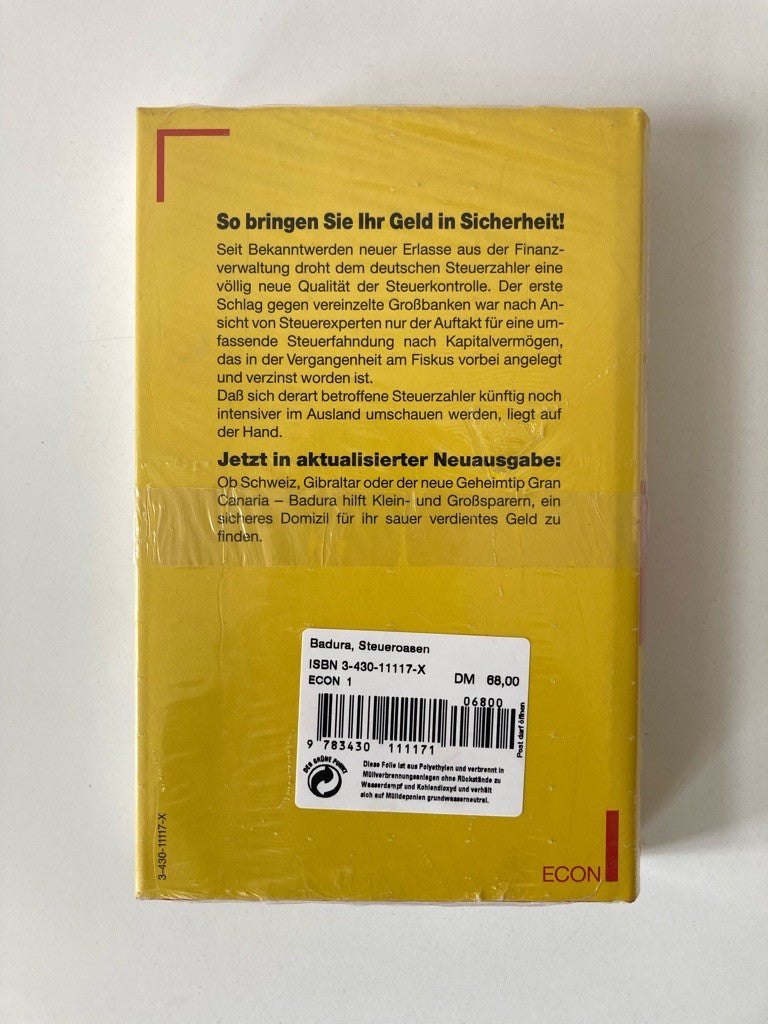 So bringen Sie Ihr Geld in Sicherheit!
Seit Bekanntwerden neuer Erlasse aus der Finanz-
verwaltung droht dem deutschen Steuerzahler eine
völlig neue Qualität der Steuerkontrolle. Der erste
Schlag gegen vereinzelte Großbanken war nach An-
sicht von Steuerexperten nur der Auftakt für eine um-
fassende Steuerfahndung nach Kapitalvermögen,
das in der Vergangenheit am Fiskus vorbei angelegt
und verzinst worden ist.
Daß sich derart betroffene Steuerzahler künftig noch
intensiver im Ausland umschauen werden, liegt auf
der Hand.
Jetzt in aktualisierter Neuausgabe:
Ob Schweiz, Gibraltar oder der neue Geheimtip Gran
Canaria – Badura hilft Klein- und Großsparern, ein
sicheres Domizil für ihr sauer verdientes Geld zu
finden.
Badura, Steueroasen
ISBN 3-430-11117-X
ECON 1 DM 68,00
06800
9 783430 111171
Post darf öffnen
DER GRÜNE PUNKT
Diese Folie ist aus Polyethylen und verbrennt in
Müllverbrennungsanlagen ohne Rückstände zu
Wasserdampf und Kohlendioxyd und verhält
sich auf Mülldeponien grundwasserneutral.
3-430-11117-X
ECON